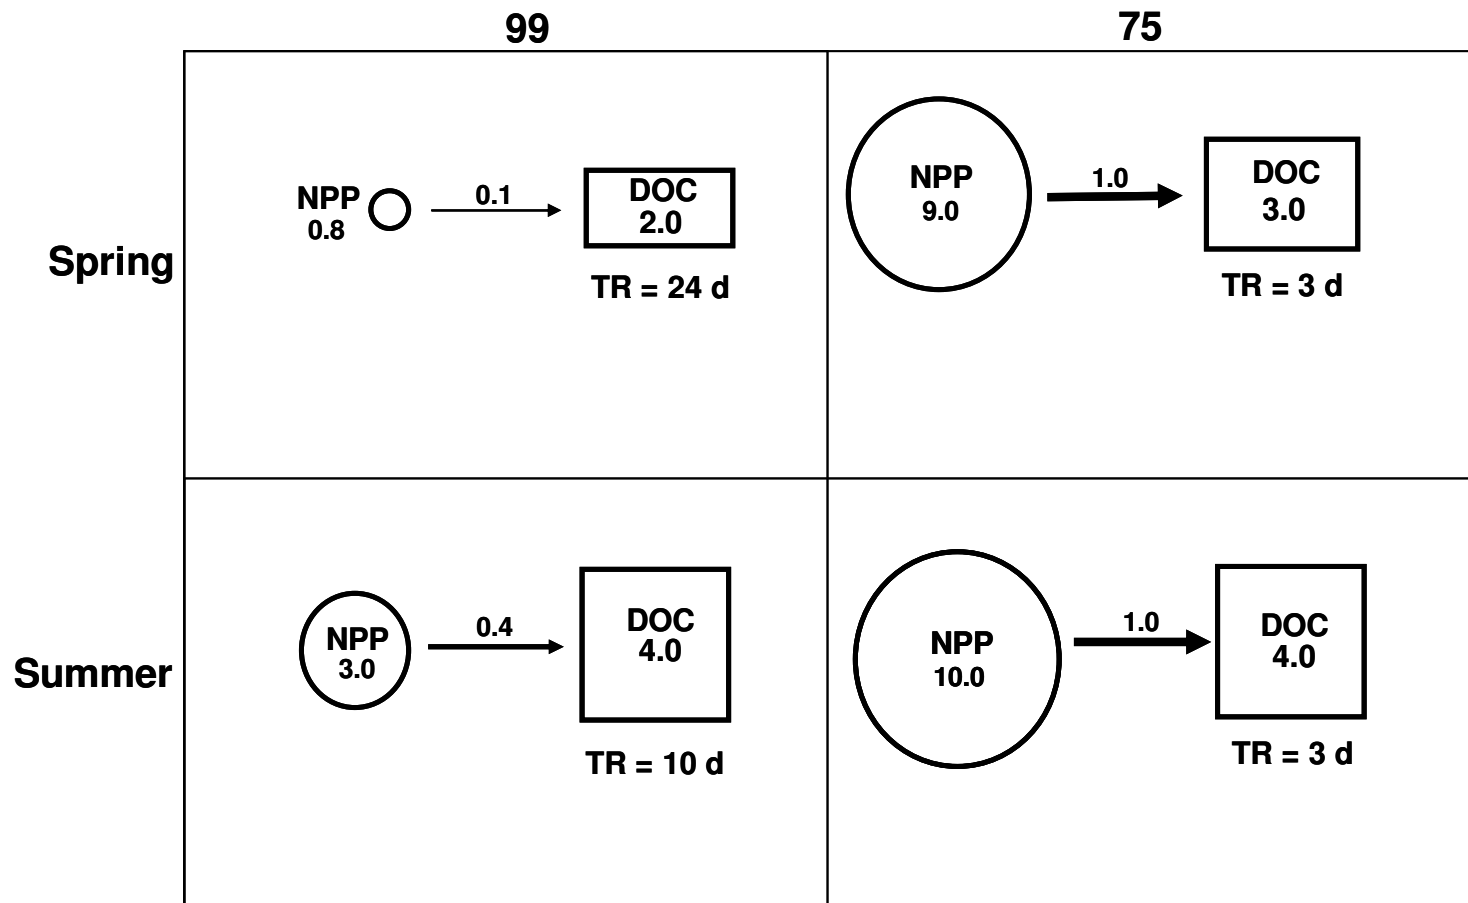 99
75
Spring
NPP
0.8
0.1
DOC
2.0
TR = 24 d
NPP
9.0
1.0
DOC
3.0
TR = 3 d
Summer
NPP
3.0
0.4
DOC
4.0
TR = 10 d
NPP
10.0
1.0
DOC
4.0
TR = 3 d